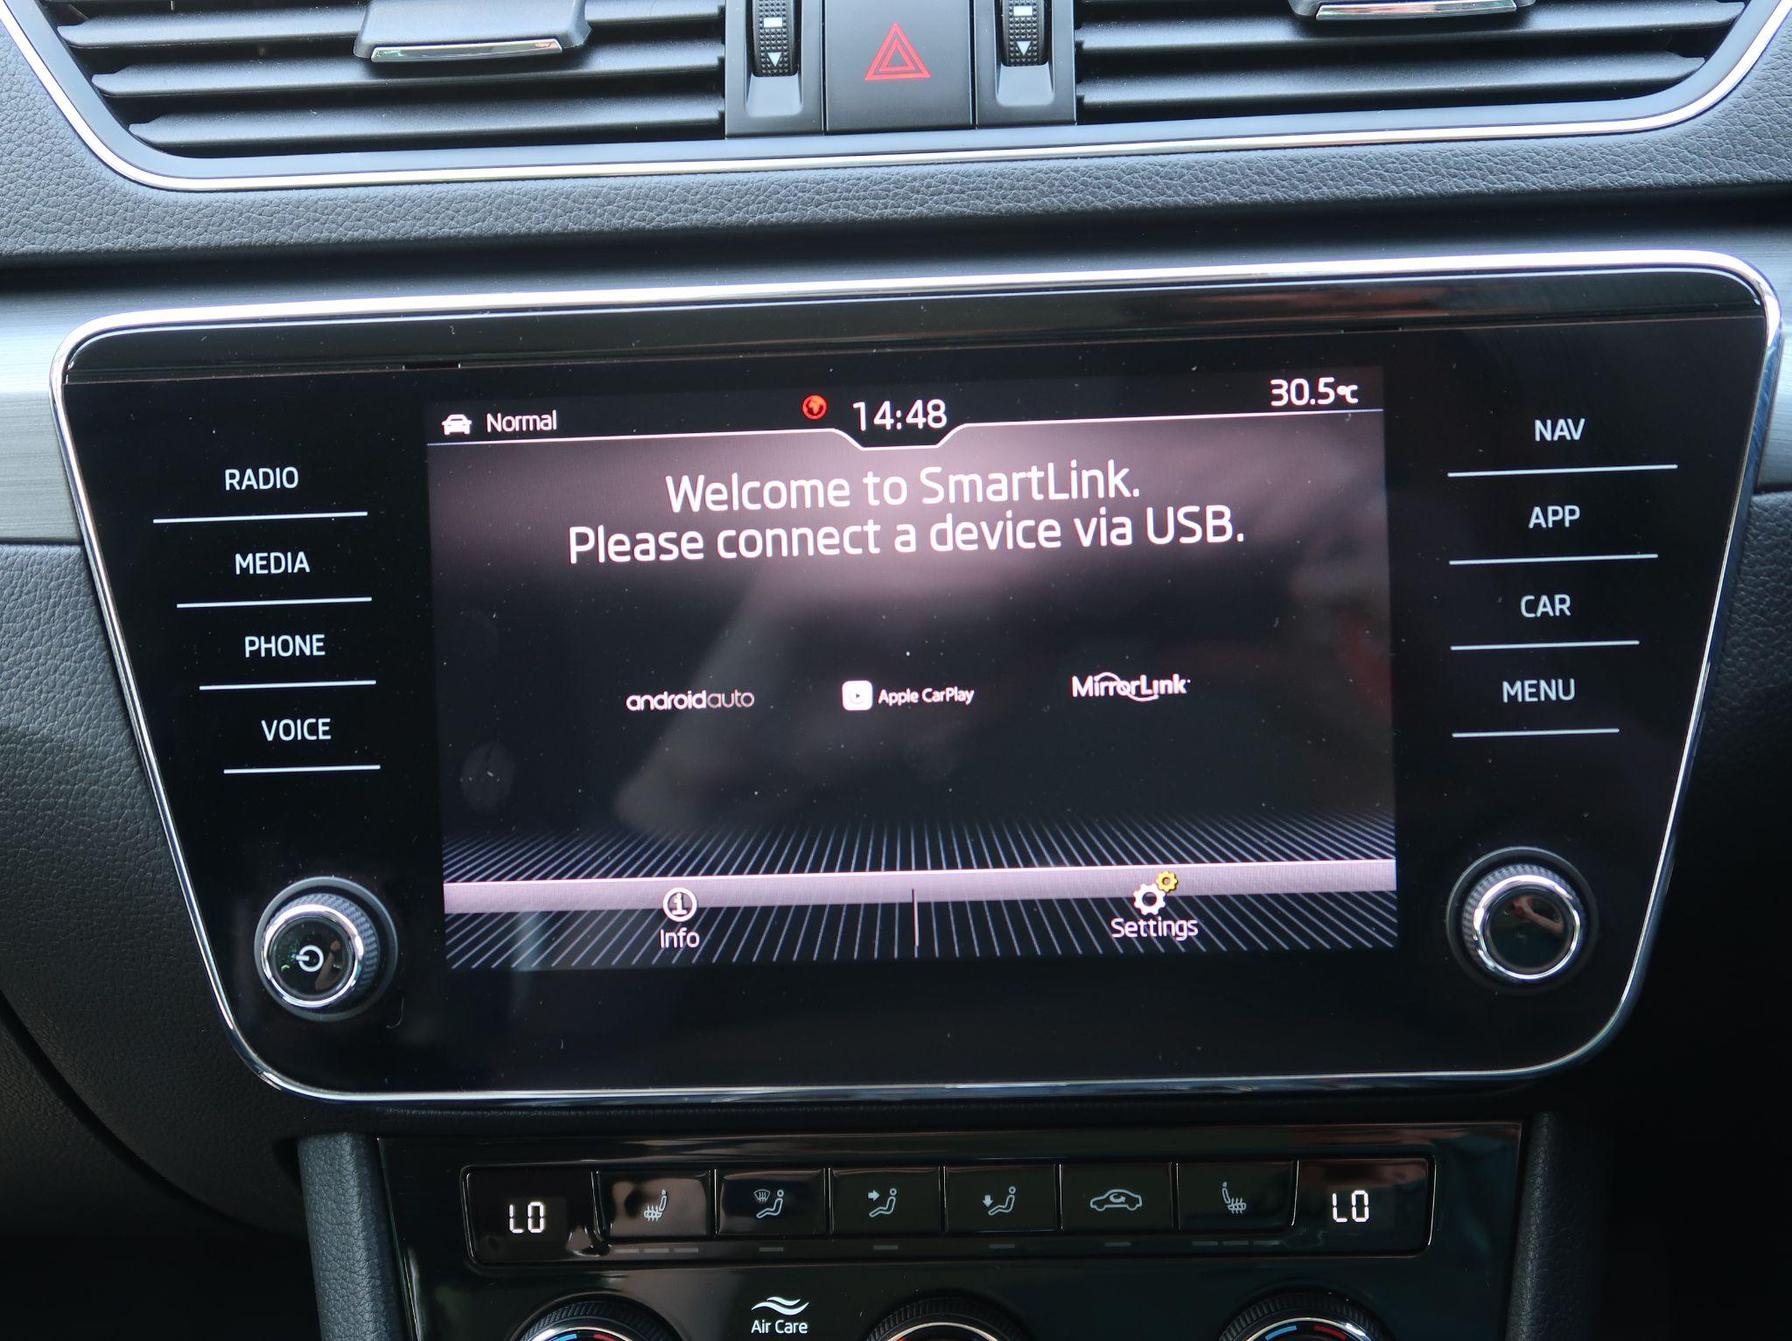 Normal
14:48
30.5°C
Welcome to SmartLink.
Please connect a device via USB.
androidauto
Apple CarPlay
MirrorLink
Info
Settings
RADIO
MEDIA
PHONE
VOICE
NAV
APP
CAR
MENU
LO
LO
Air Care